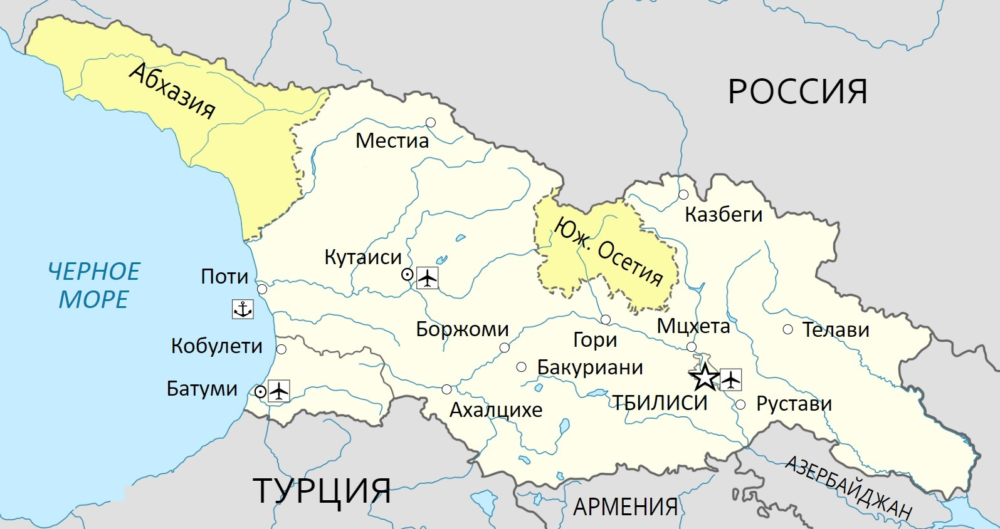 Абхазия
РОССИЯ
Местиа
Казбеги
Юж. Осетия
Кутаиси
ЧЕРНОЕ
МОРЕ
Поти
Боржоми
Мцхета
Телави
Гори
Кобулети
Бакуриани
Батуми
ТБИЛИСИ
Рустави
Ахалцихе
ТУРЦИЯ
АРМЕНИЯ
АЗЕРБАЙДЖАН